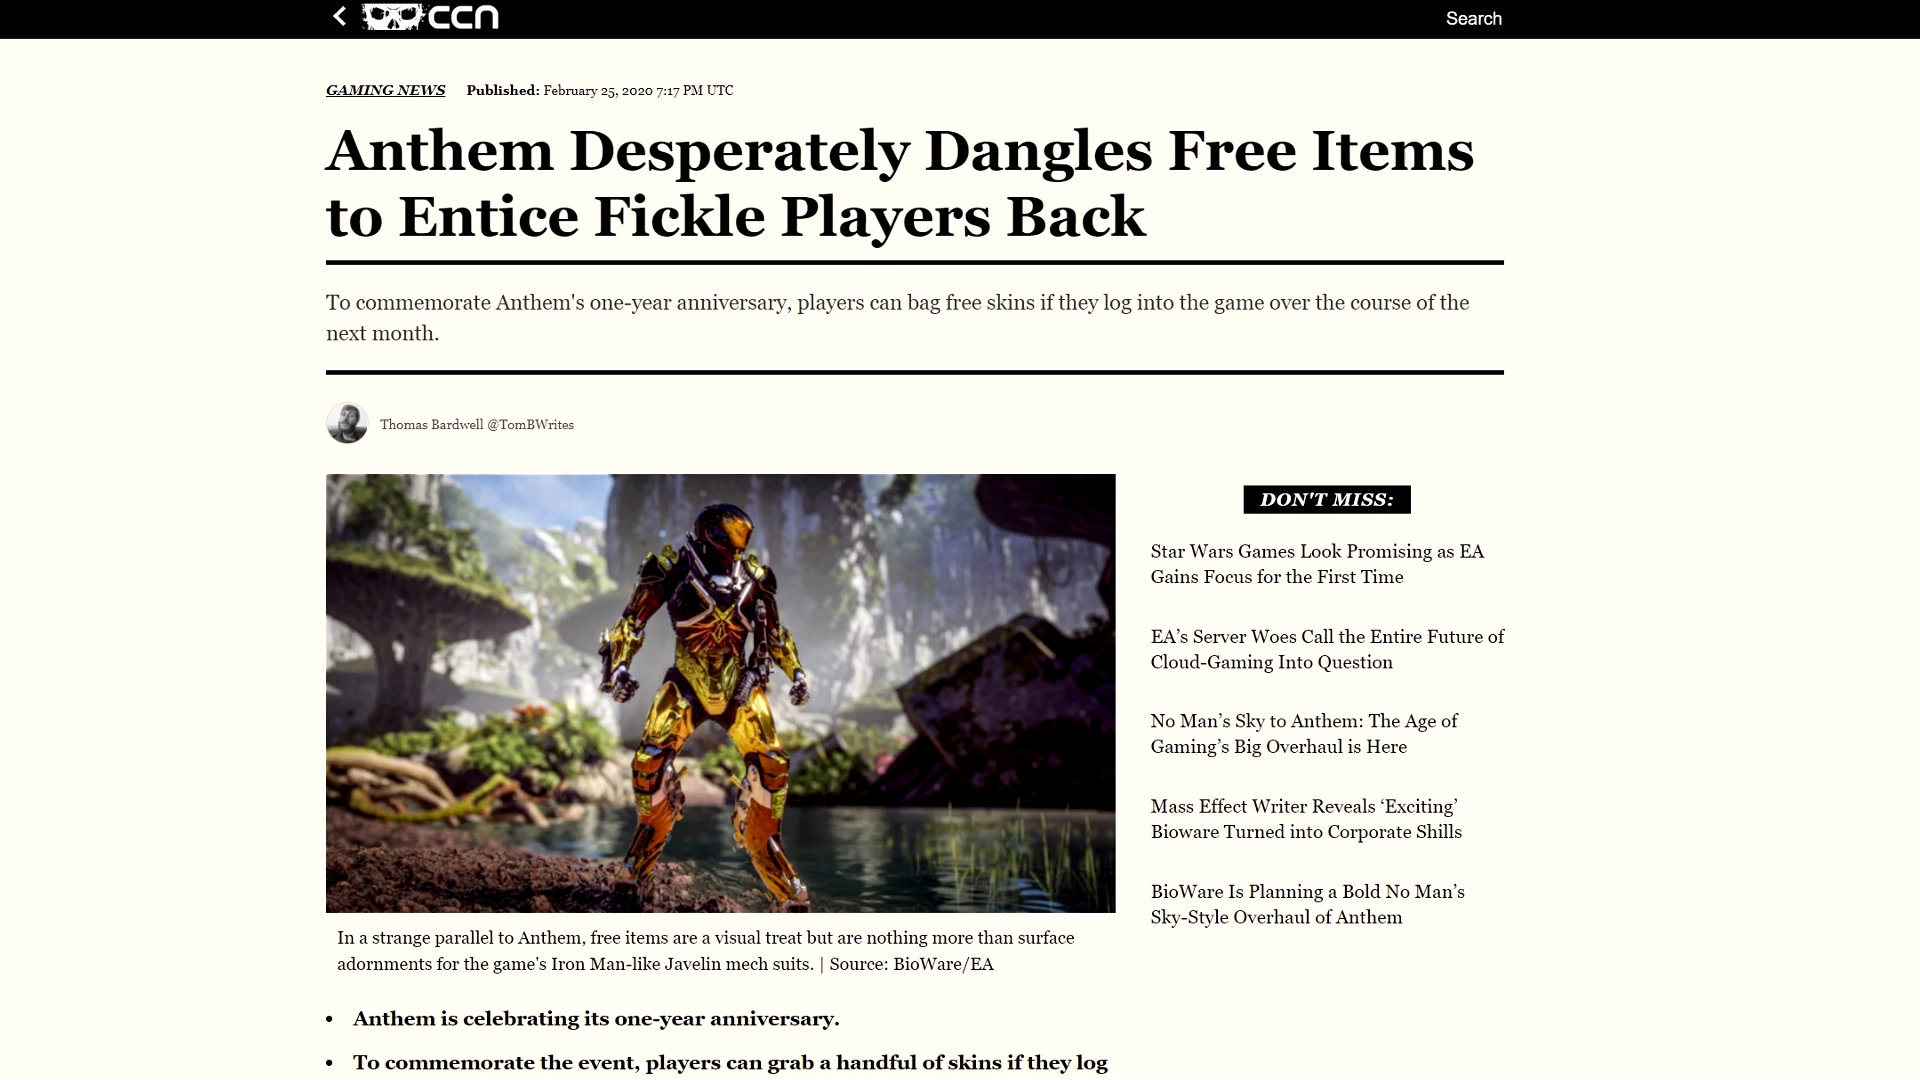 ccn
Search
GAMING NEWS Published: February 25, 2020 7:17 PM UTC
Anthem Desperately Dangles Free Items
to Entice Fickle Players Back
To commemorate Anthem's one-year anniversary, players can bag free skins if they log into the game over the course of the
next month.
Thomas Bardwell @TomBWrites
DON'T MISS:
Star Wars Games Look Promising as EA
Gains Focus for the First Time
EA’s Server Woes Call the Entire Future of
Cloud-Gaming Into Question
No Man’s Sky to Anthem: The Age of
Gaming’s Big Overhaul is Here
Mass Effect Writer Reveals ‘Exciting’
Bioware Turned into Corporate Shills
BioWare Is Planning a Bold No Man’s
Sky-Style Overhaul of Anthem
In a strange parallel to Anthem, free items are a visual treat but are nothing more than surface
adornments for the game's Iron Man-like Javelin mech suits. | Source: BioWare/EA
• Anthem is celebrating its one-year anniversary.
• To commemorate the event, players can grab a handful of skins if they log